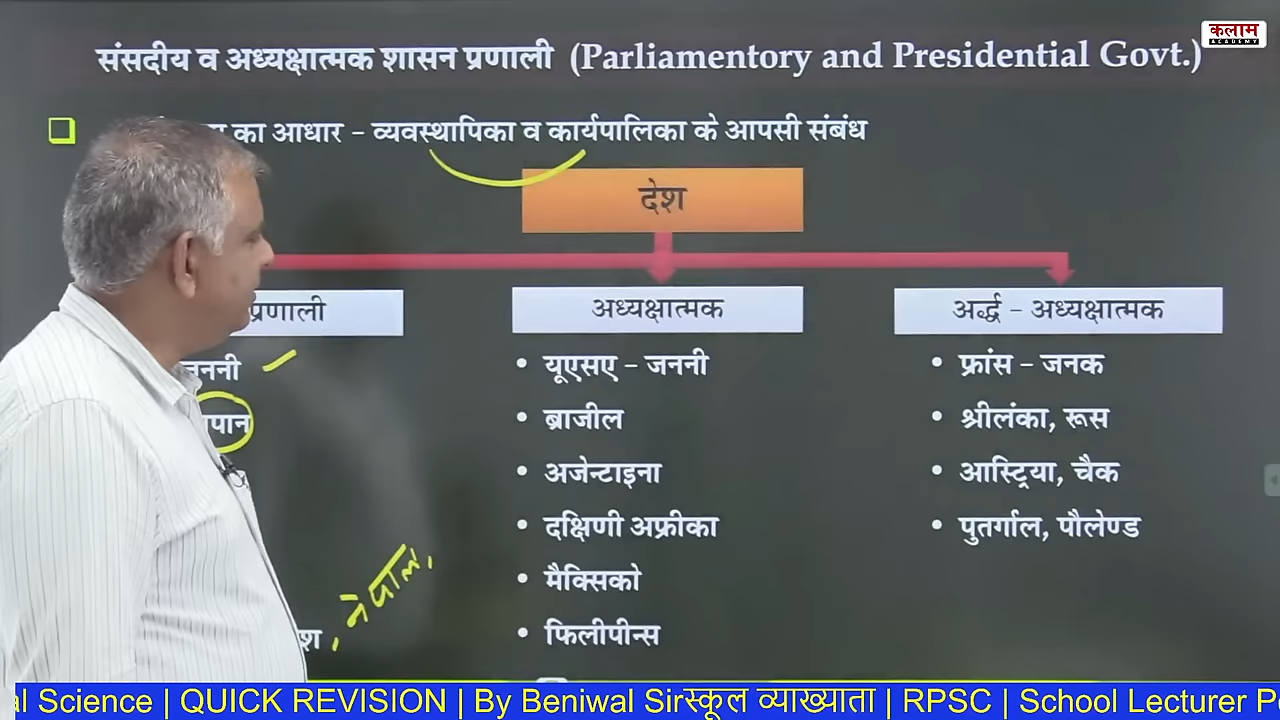 कलाम
ACADEMY
संसदीय व अध्यक्षात्मक शासन प्रणाली (Parliamentory and Presidential Govt.)
का आधार – व्यवस्थापिका व कार्यपालिका के आपसी संबंध
देश
प्रणाली
अध्यक्षात्मक
अर्द्ध – अध्यक्षात्मक
जननी
• यूएसए – जननी
• फ्रांस – जनक
• ब्राजील
• श्रीलंका, रूस
• अजेन्टाइना
• आस्ट्रिया, चैक
• दक्षिणी अफ्रीका
• पुतर्गाल, पौलेण्ड
• मैक्सिको
, नेपाल,
• फिलीपीन्स
al Science | QUICK REVISION | By Beniwal Sirस्कूल व्याख्याता | RPSC | School Lecturer P